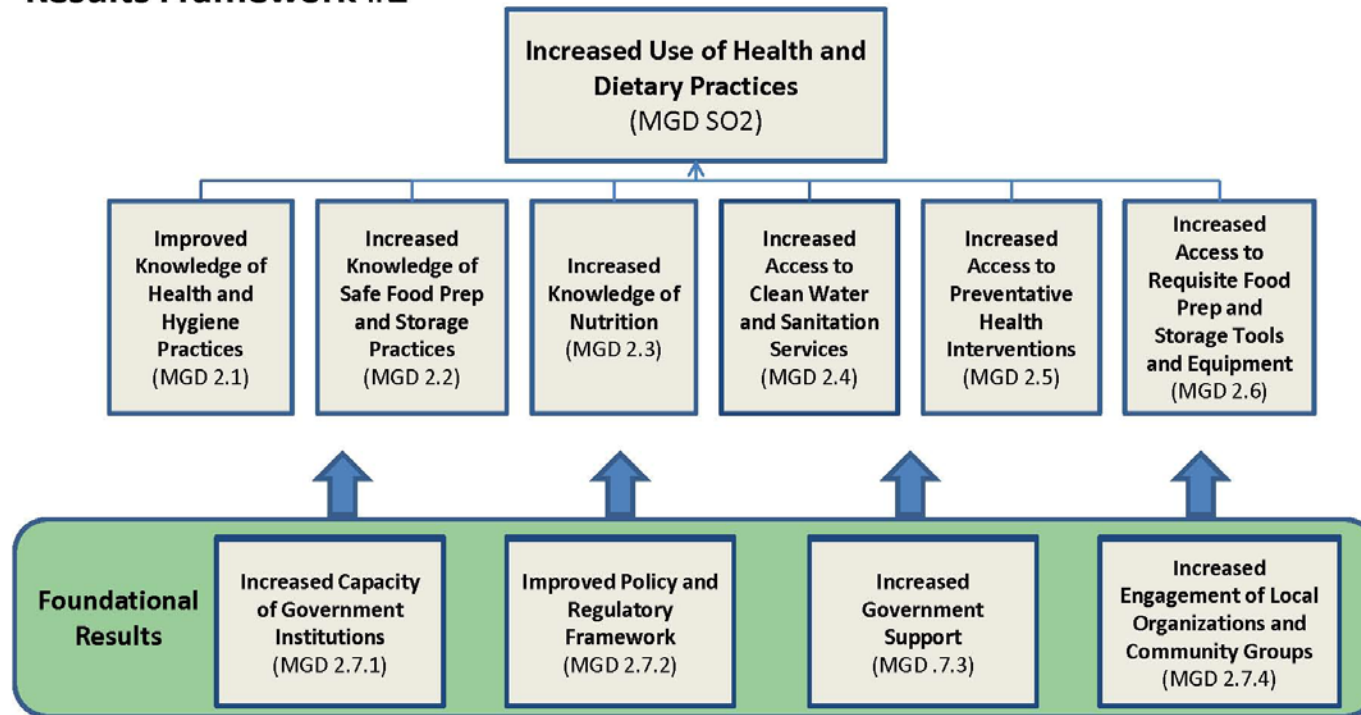 Increased Use of Health and
Dietary Practices
(MGD SO2)
Improved
Knowledge of
Health and
Hygiene
Practices
(MGD 2.1)
Increased
Knowledge of
Safe Food Prep
and Storage
Practices
(MGD 2.2)
Increased
Knowledge of
Nutrition
(MGD 2.3)
Increased
Access to
Clean Water
and Sanitation
Services
(MGD 2.4)
Increased
Access to
Preventative
Health
Interventions
(MGD 2.5)
Increased
Access to
Requisite Food
Prep and
Storage Tools
and Equipment
(MGD 2.6)
Foundational
Results
Increased Capacity
of Government
Institutions
(MGD 2.7.1)
Improved Policy and
Regulatory
Framework
(MGD 2.7.2)
Increased
Government
Support
(MGD .7.3)
Increased
Engagement of Local
Organizations and
Community Groups
(MGD 2.7.4)